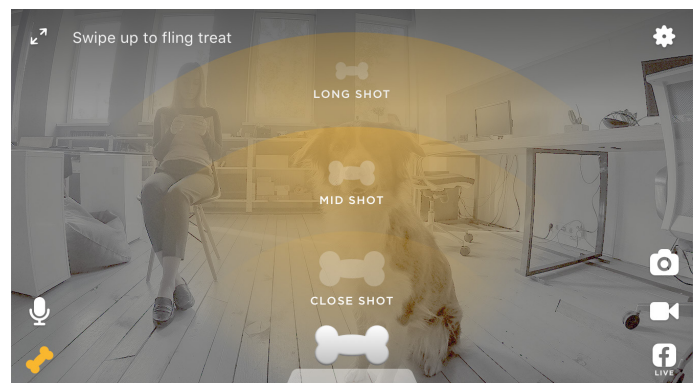 Swipe up to fling treat
LONG SHOT
MID SHOT
CLOSE SHOT
LIVE